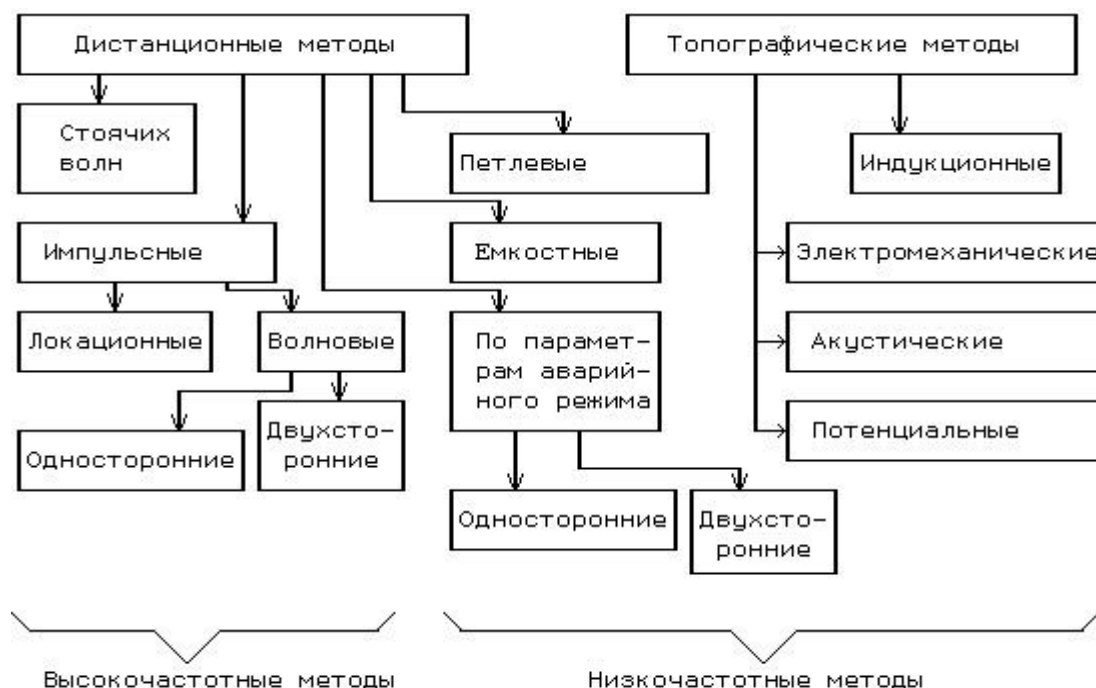 Дистанционные методы
Топографические методы
Стоячих
волн
Петлевые
Индукционные
Импульсные
Емкостные
Электромеханические
Локационные
Волновые
По парамет-
рам аварий-
ного режима
Акустические
Односторонние
Двухсто-
ронние
Потенциальные
Односторонние
Двухсто-
ронние
Высокочастотные методы
Низкочастотные методы